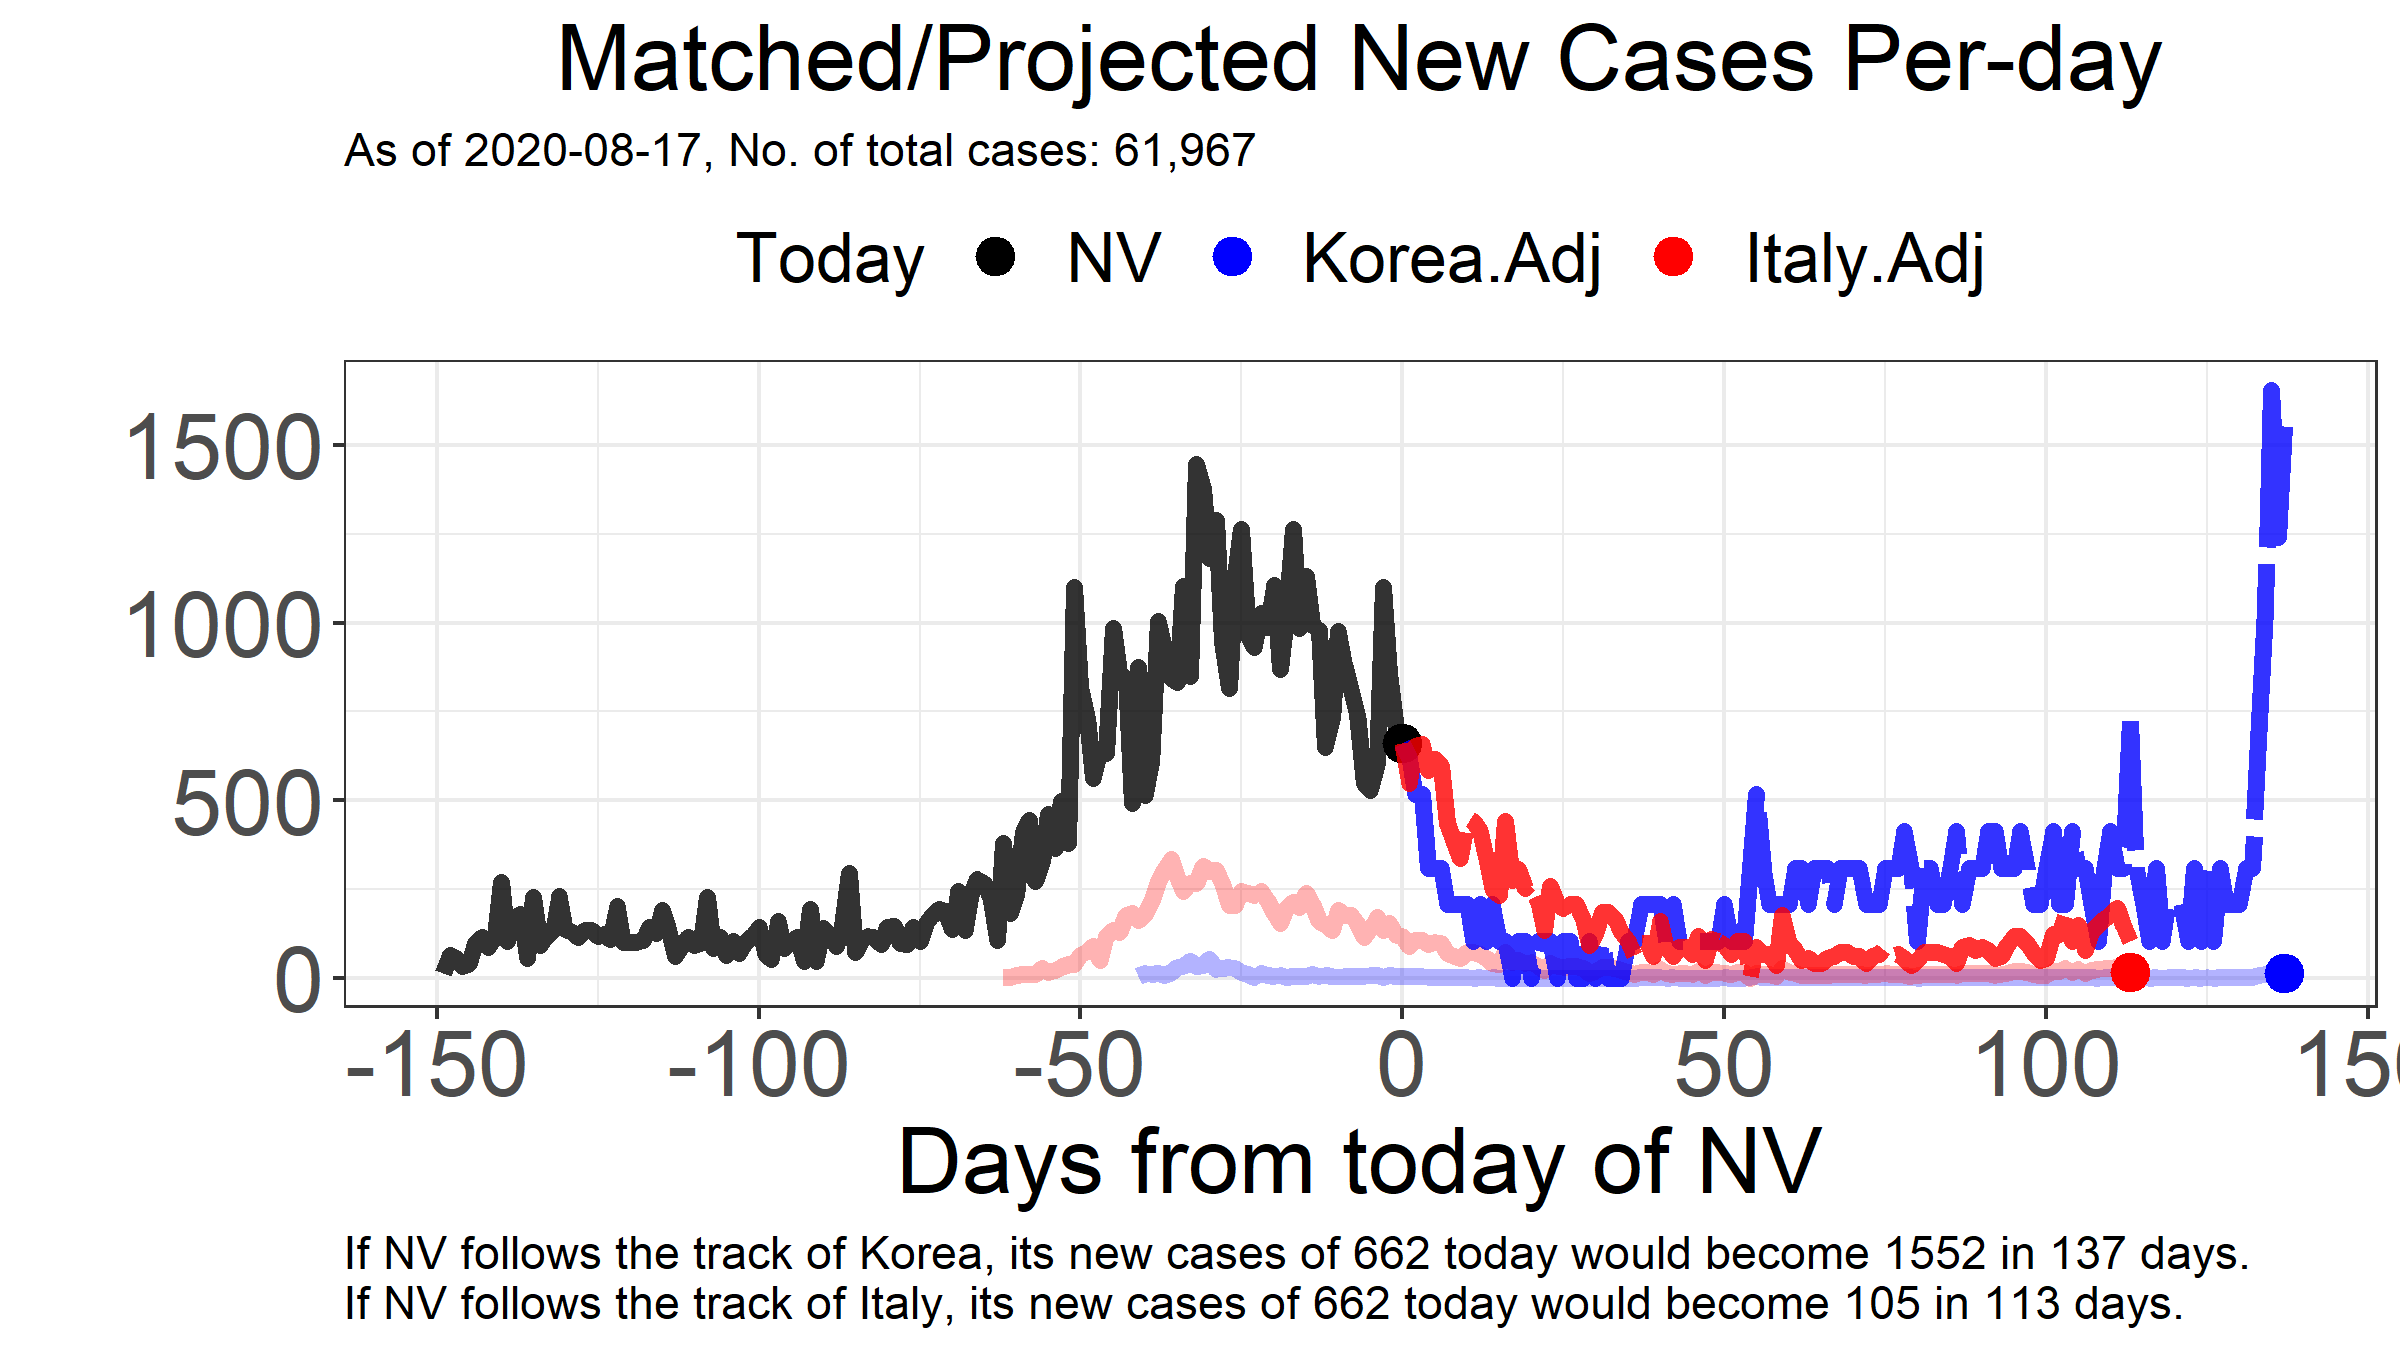 Matched/Projected New Cases Per-day
As of 2020-08-17, No. of total cases: 61,967
Today NV Korea.Adj Italy.Adj
1500
1000
500
0
-150 -100 -50 0 50 100 150
Days from today of NV
If NV follows the track of Korea, its new cases of 662 today would become 1552 in 137 days.
If NV follows the track of Italy, its new cases of 662 today would become 105 in 113 days.